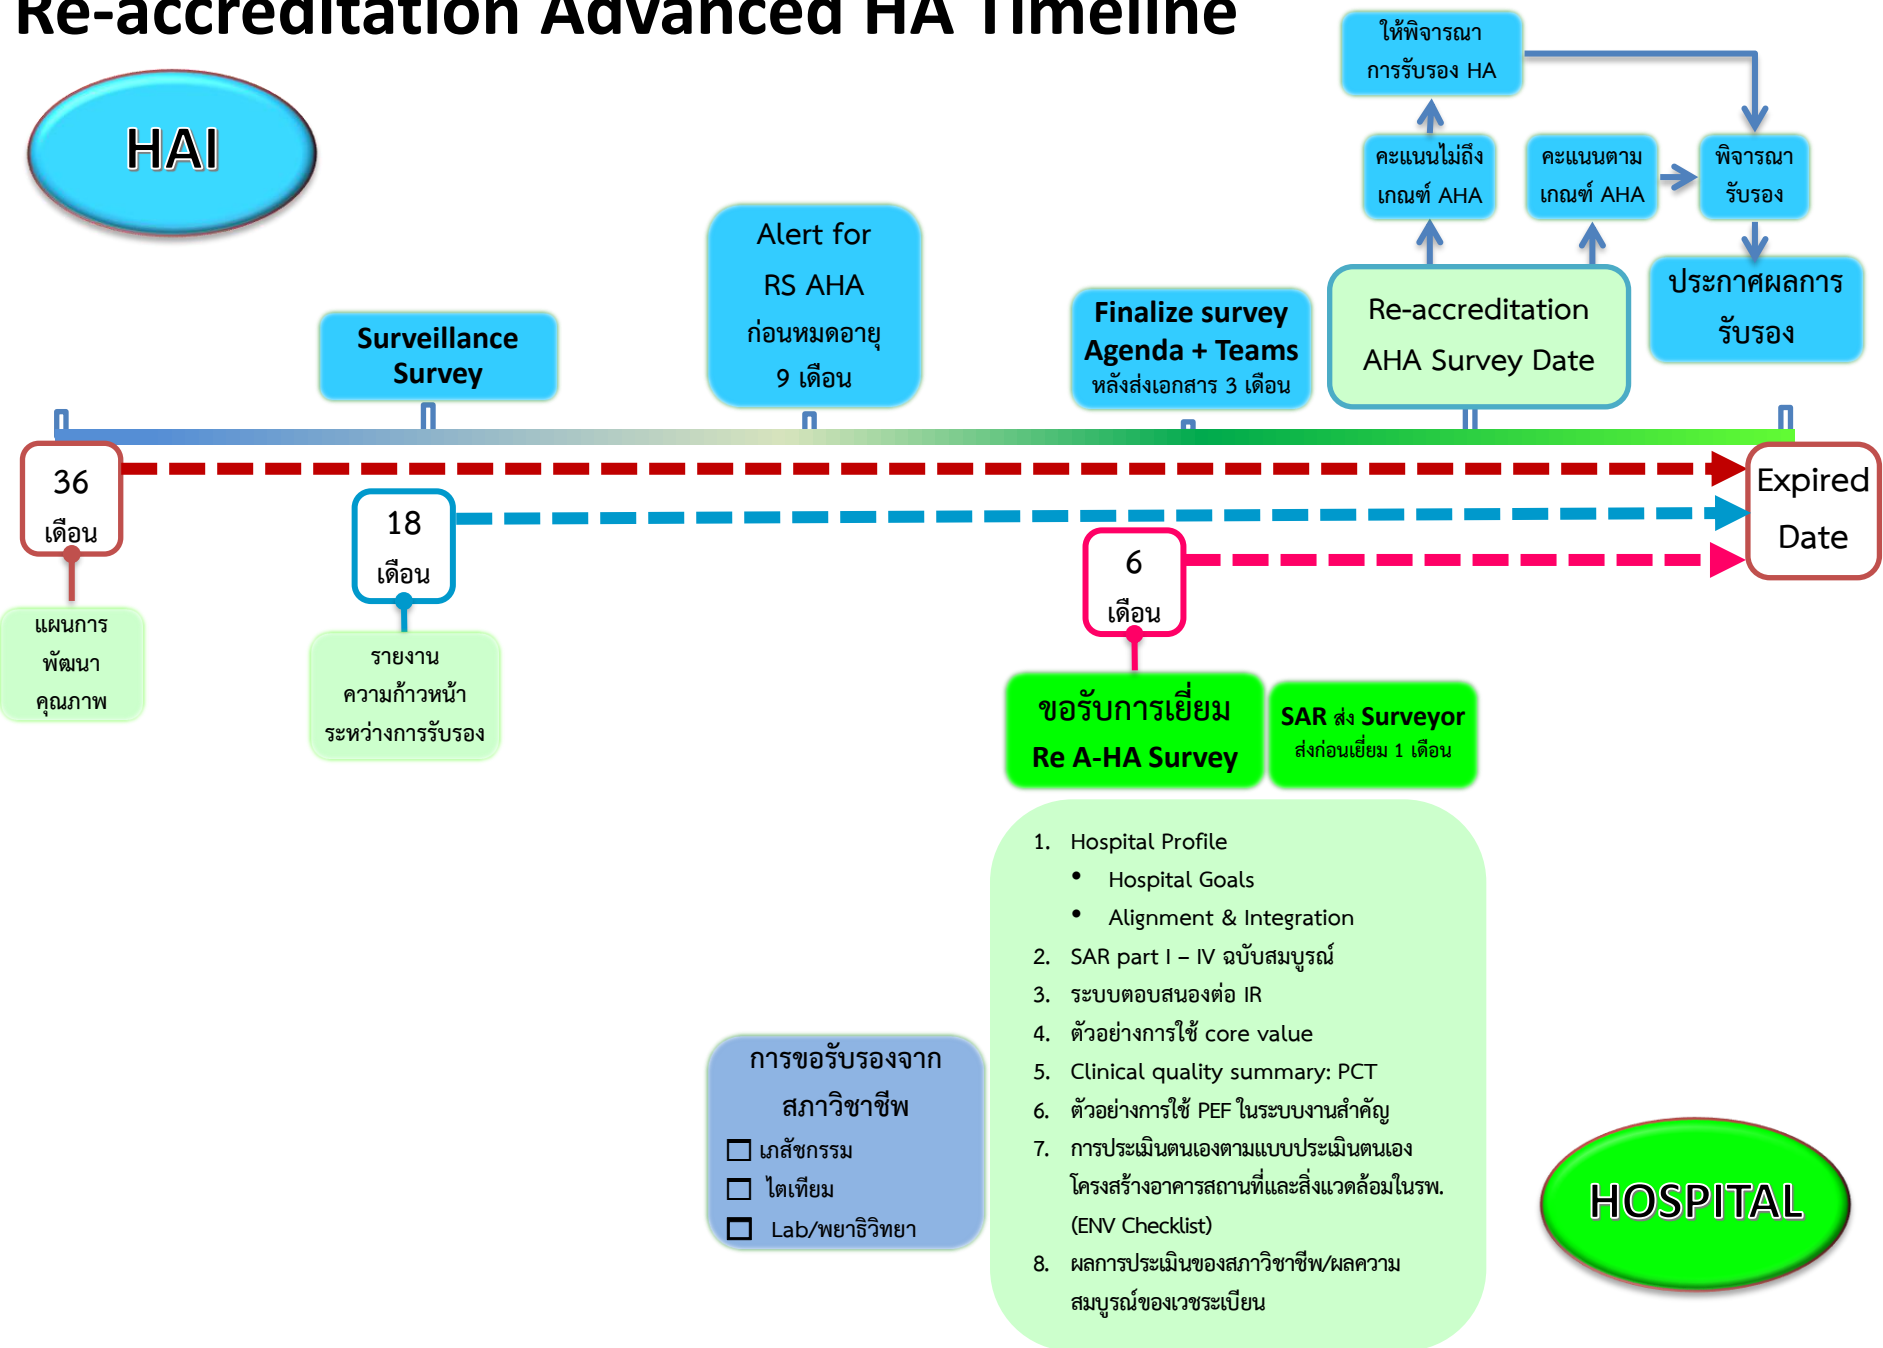 Re-accreditation Advanced HA Timeline
HAI
ให้พิจารณา
การรับรอง HA
คะแนนไม่ถึง
เกณฑ์ AHA
คะแนนตาม
เกณฑ์ AHA
พิจารณา
รับรอง
Surveillance
Survey
Alert for
RS AHA
ก่อนหมดอายุ
9 เดือน
Finalize survey
Agenda + Teams
หลังส่งเอกสาร 3 เดือน
Re-accreditation
AHA Survey Date
ประกาศผลการ
รับรอง
36
เดือน
18
เดือน
6
เดือน
Expired
Date
แผนการ
พัฒนา
คุณภาพ
รายงาน
ความก้าวหน้า
ระหว่างการรับรอง
ขอรับการเยี่ยม
Re A-HA Survey
SAR ส่ง Surveyor
ส่งก่อนเยี่ยม 1 เดือน
1. Hospital Profile
• Hospital Goals
• Alignment & Integration
2. SAR part I – IV ฉบับสมบูรณ์
3. ระบบตอบสนองต่อ IR
4. ตัวอย่างการใช้ core value
5. Clinical quality summary: PCT
6. ตัวอย่างการใช้ PEF ในระบบงานสำคัญ
7. การประเมินตนเองตามแบบประเมินตนเอง
โครงสร้างอาคารสถานที่และสิ่งแวดล้อมในรพ.
(ENV Checklist)
8. ผลการประเมินของสภาวิชาชีพ/ผลความ
สมบูรณ์ของเวชระเบียน
การขอรับรองจาก
สภาวิชาชีพ
เภสัชกรรม
ไตเทียม
Lab/พยาธิวิทยา
HOSPITAL